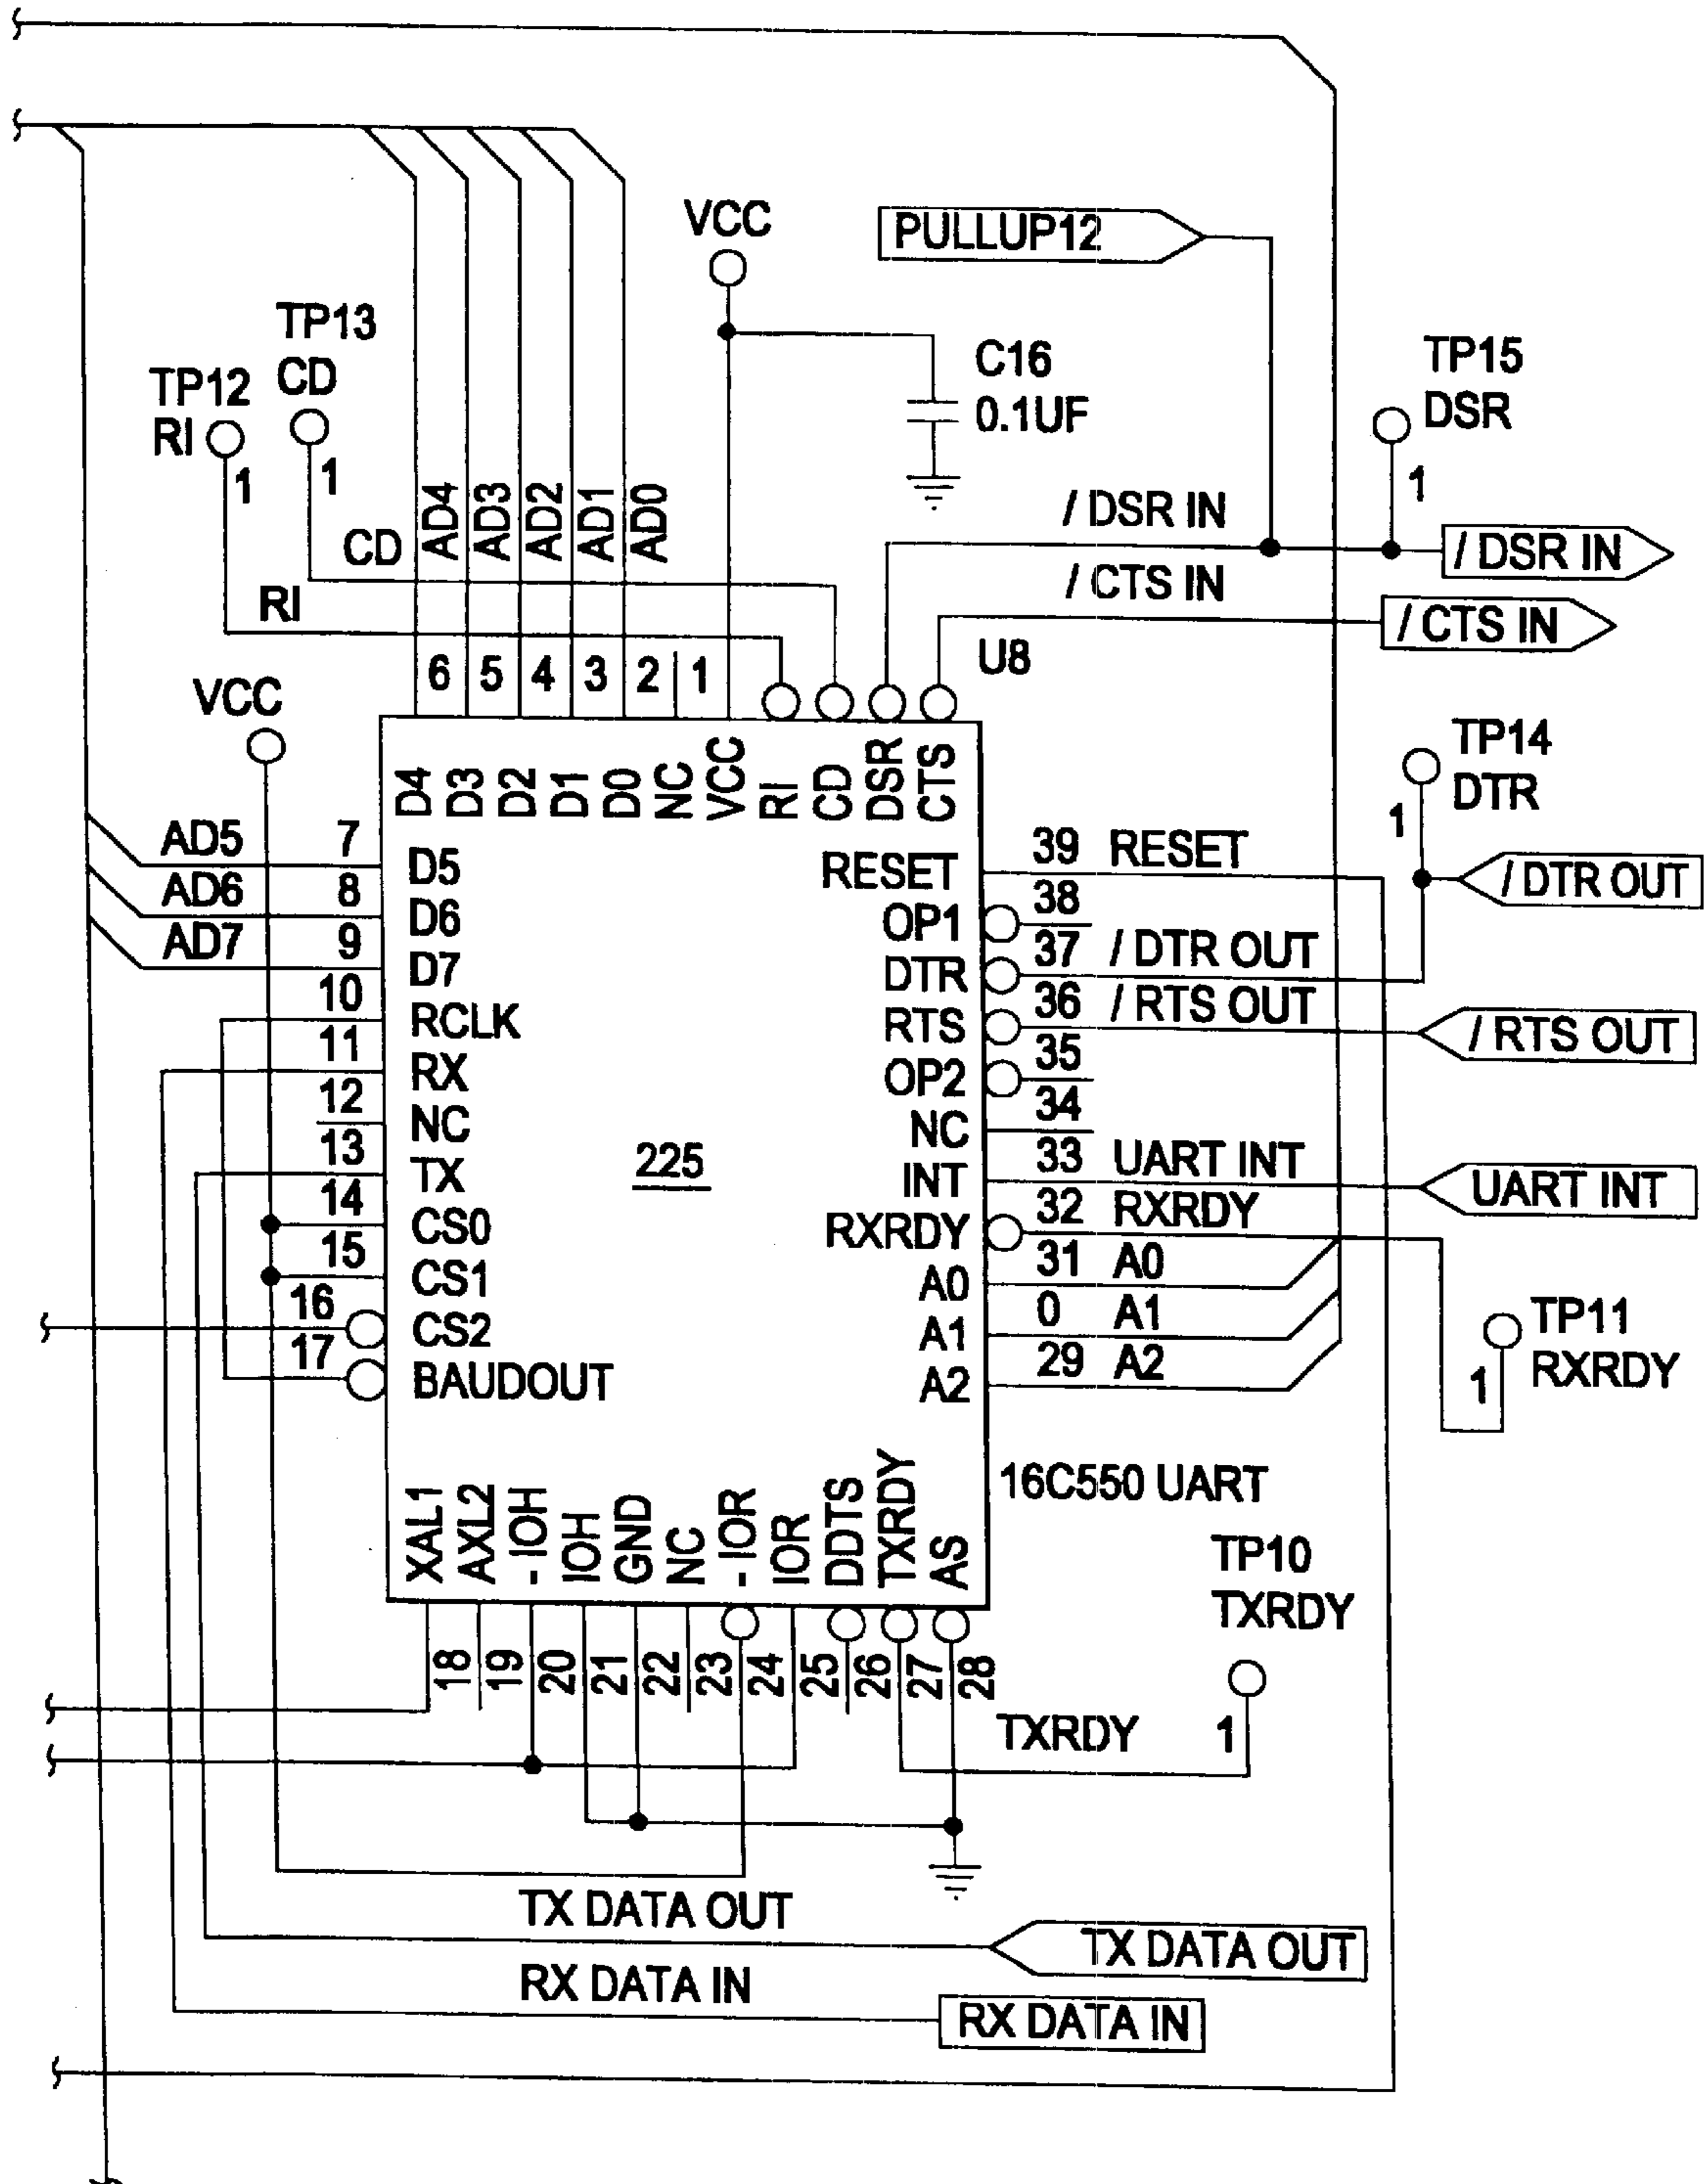 VCC
PULLUP12
TP13
CD
TP12
RI
1
1
C16
0.1UF
TP15
DSR
1
CD
AD4
AD3
AD2
AD1
AD0
/ DSR IN
/ DSR IN
RI
/ CTS IN
/ CTS IN
6
5
4
3
2
1
U8
VCC
D4
D3
D2
D1
D0
NC
VCC
RI
CD
DSR
CTS
TP14
DTR
1
AD5 7 D5
AD6 8 D6
AD7 9 D7
10 RCLK
11 RX
12 NC
13 TX
14 CS0
15 CS1
16 CS2
17 BAUDOUT
225
RESET 39 RESET
OP1 38
/ DTR OUT
DTR 37 / DTR OUT
RTS 36 / RTS OUT
/ RTS OUT
OP2 35
NC 34
INT 33 UART INT
UART INT
RXRDY 32 RXRDY
A0 31 A0
A1 0 A1
A2 29 A2
TP11
RXRDY
1
16C550 UART
XAL1
AXL2
- IOH
IOH
GND
NC
- IOR
IOR
DDTS
TXRDY
AS
TP10
TXRDY
18
19
20
21
22
23
24
25
26
27
28
TXRDY
1
TX DATA OUT
TX DATA OUT
RX DATA IN
RX DATA IN